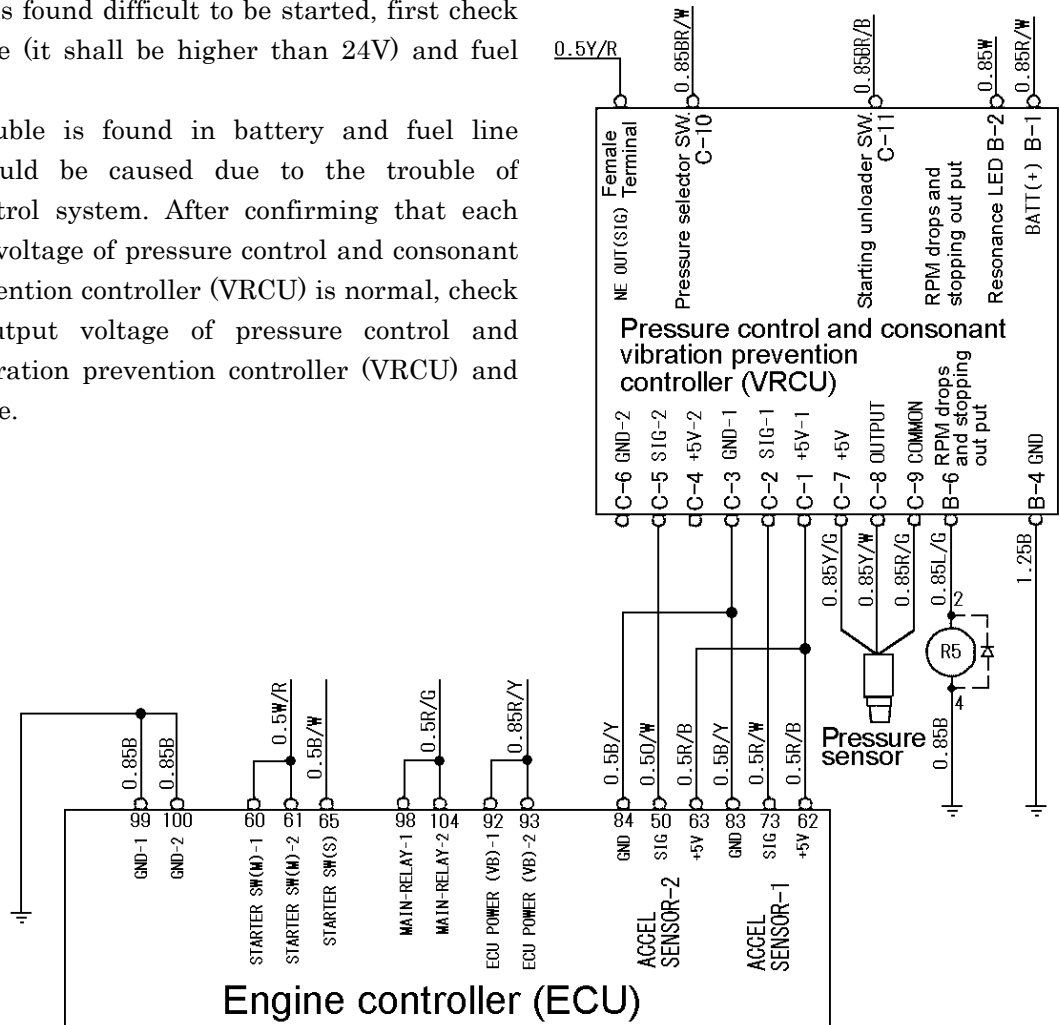 s found difficult to be started, first check
e (it shall be higher than 24V) and fuel
uble is found in battery and fuel line
uld be caused due to the trouble of
trol system. After confirming that each
voltage of pressure control and consonant
ention controller (VRCU) is normal, check
utput voltage of pressure control and
ration prevention controller (VRCU) and
e.
0.5Y/R
0.85BR/W
0.85BR/B
0.85W
0.85R/W
NE OUT(SIG) Female Terminal
Pressure selector SW. C-10
Starting unloader SW. C-11
RPM drops and stopping out put
Resonance LED B-2
BATT(+) B-1
Pressure control and consonant
vibration prevention
controller (VRCU)
C-6 GND-2
C-5 SIG-2
C-4 +5V-2
C-3 GND-1
C-2 SIG-1
C-1 +5V-1
C-7 +5V
C-8 OUTPUT
C-9 COMMON
B-6 RPM drops and stopping out put
B-4 GND
0.85Y/G
0.85Y/W
0.85R/G
0.85L/G
1.25B
2
R5
4
0.85B
Pressure
sensor
0.85B
0.85B
0.5W/R
0.5B/W
0.5R/G
0.85R/Y
0.5B/Y
0.5O/W
0.5R/B
0.5B/Y
0.5R/W
0.5R/B
99
100
60
61
65
98
104
92
93
84
50
63
83
73
62
GND-1
GND-2
STARTER SW(M)-1
STARTER SW(M)-2
STARTER SW(S)
MAIN-RELAY-1
MAIN-RELAY-2
ECU POWER (VB)-1
ECU POWER (VB)-2
GND
SIG
+5V
GND
SIG
+5V
ACCEL
SENSOR-2
ACCEL
SENSOR-1
Engine controller (ECU)